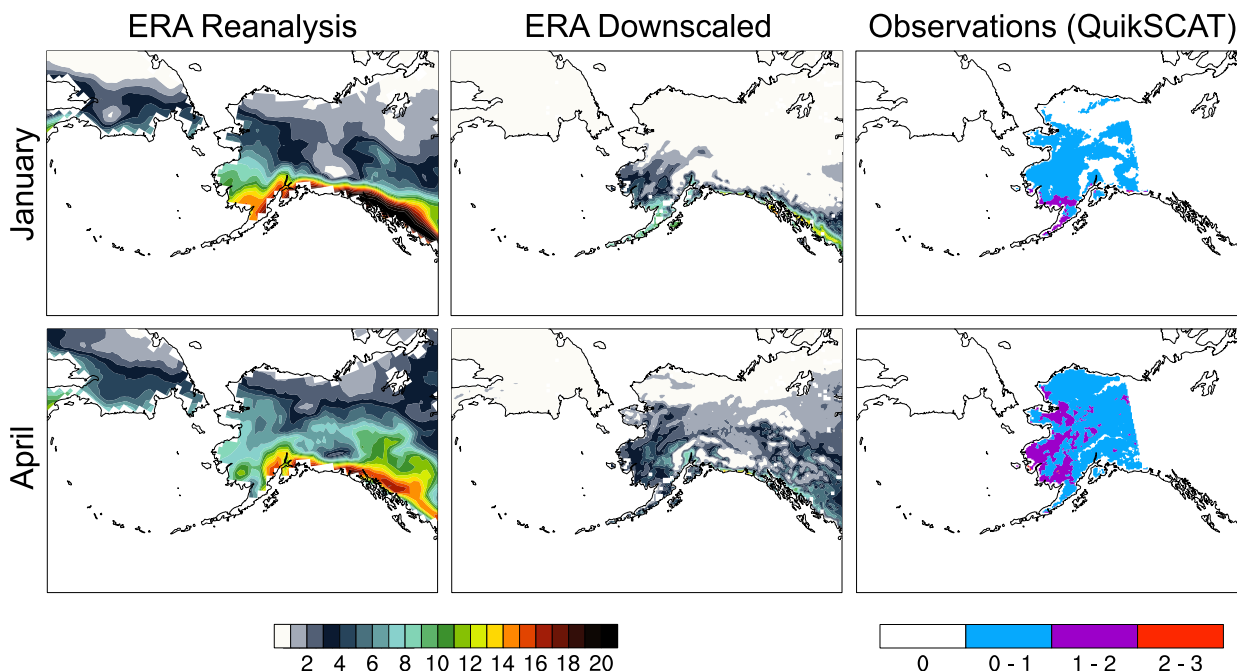 ERA Reanalysis ERA Downscaled Observations (QuikSCAT)
January
April
2 4 6 8 10 12 14 16 18 20
0 0 - 1 1 - 2 2 - 3